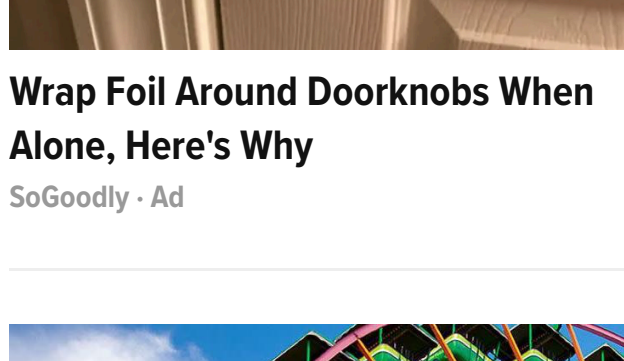 Wrap Foil Around Doorknobs When
Alone, Here's Why
SoGoodly · Ad